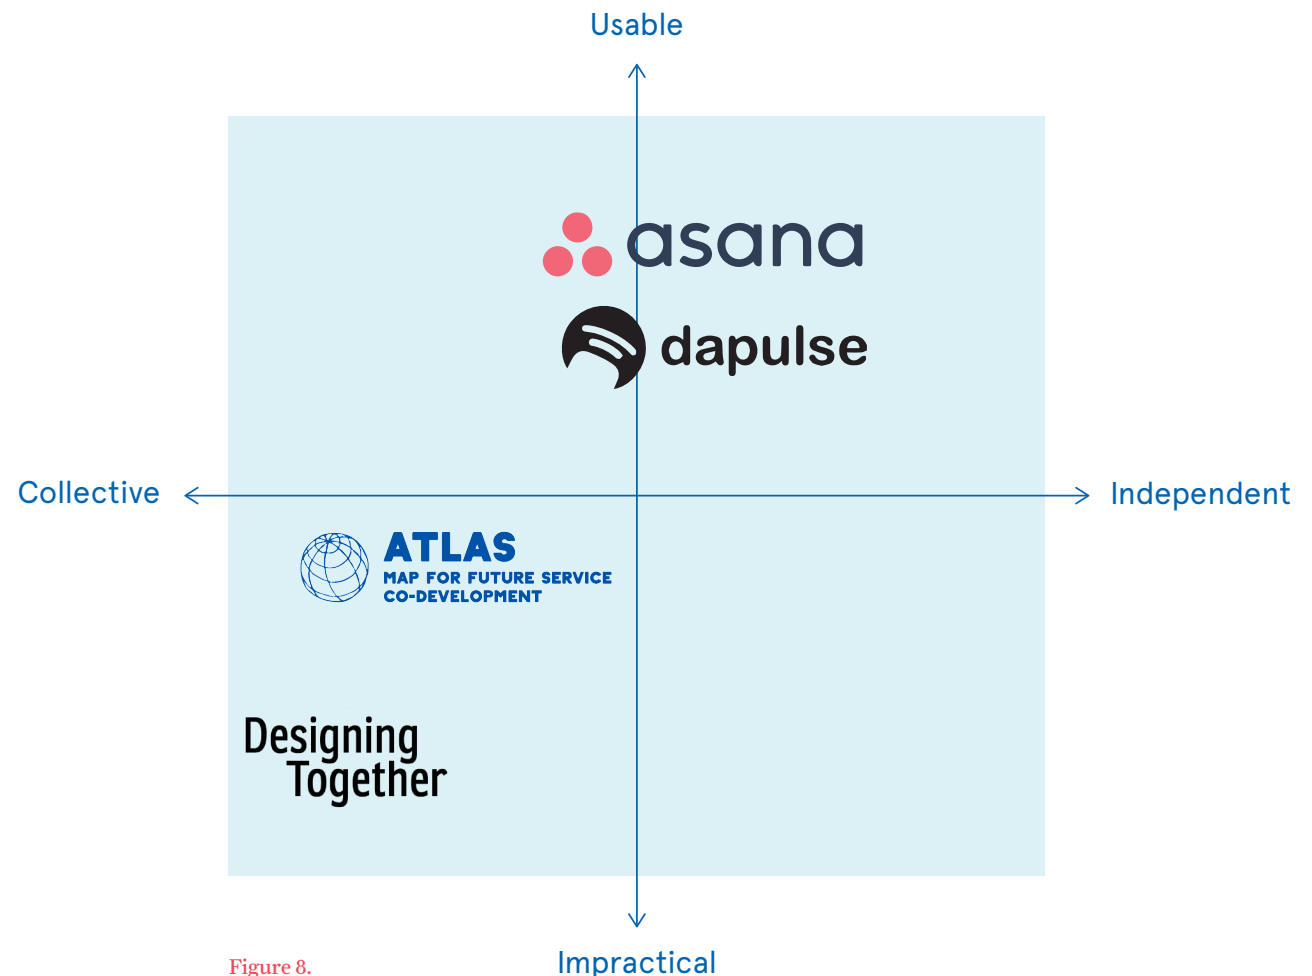 Usable
asana
dapulse
Collective
Independent
ATLAS
MAP FOR FUTURE SERVICE
CO-DEVELOPMENT
Designing
Together
Figure 8.
Impractical